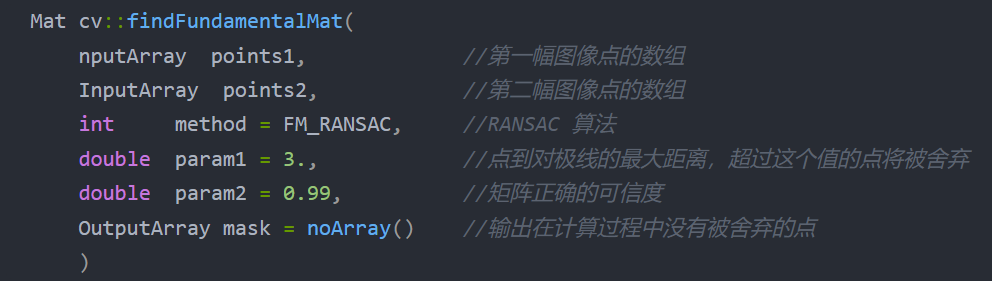 Mat cv::findFundamentalMat(
nputArray  points1,             //第一幅图像点的数组
InputArray  points2,            //第二幅图像点的数组
int     method = FM_RANSAC,     //RANSAC 算法
double  param1 = 3.,            //点到对极线的最大距离，超过这个值的点将被舍弃
double  param2 = 0.99,          //矩阵正确的可信度
OutputArray mask = noArray()    //输出在计算过程中没有被舍弃的点
)